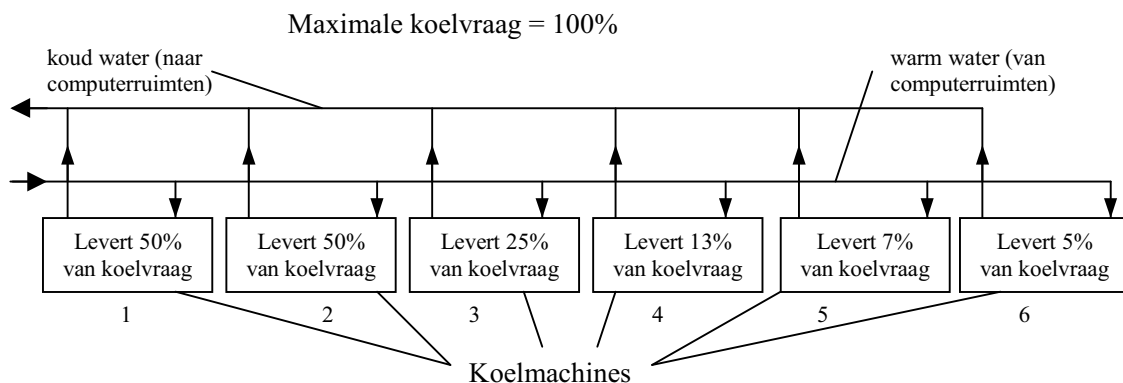 Maximale koelvraag = 100%
koud water (naar
computerruimten)
warm water (van
computerruimten)
Levert 50%
van koelvraag
Levert 50%
van koelvraag
Levert 25%
van koelvraag
Levert 13%
van koelvraag
Levert 7%
van koelvraag
Levert 5%
van koelvraag
1
2
3
4
5
6
Koelmachines